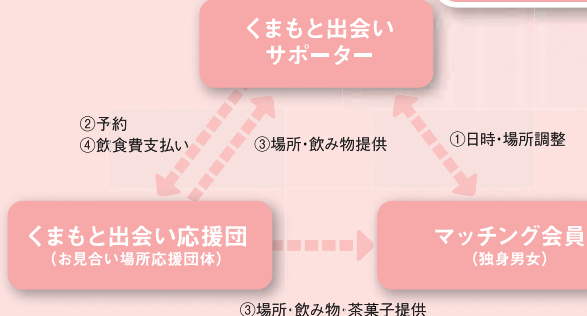 くまもと出会い
サポーター
②予約
④飲食費支払い
③場所・飲み物提供
①日時・場所調整
くまもと出会い応援団
（お見合い場所応援団体）
マッチング会員
（独身男女）
③場所・飲み物・茶菓子提供